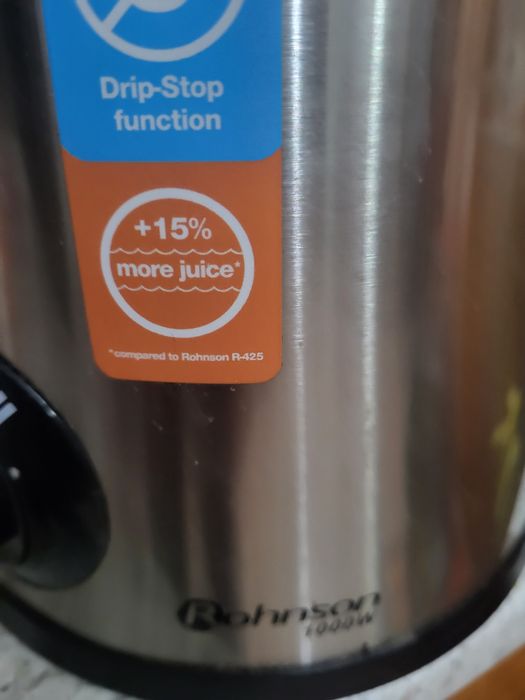 Drip-Stop
function
+15%
more juice*
*compared to Rohnson R-425
Rohnson
1000W